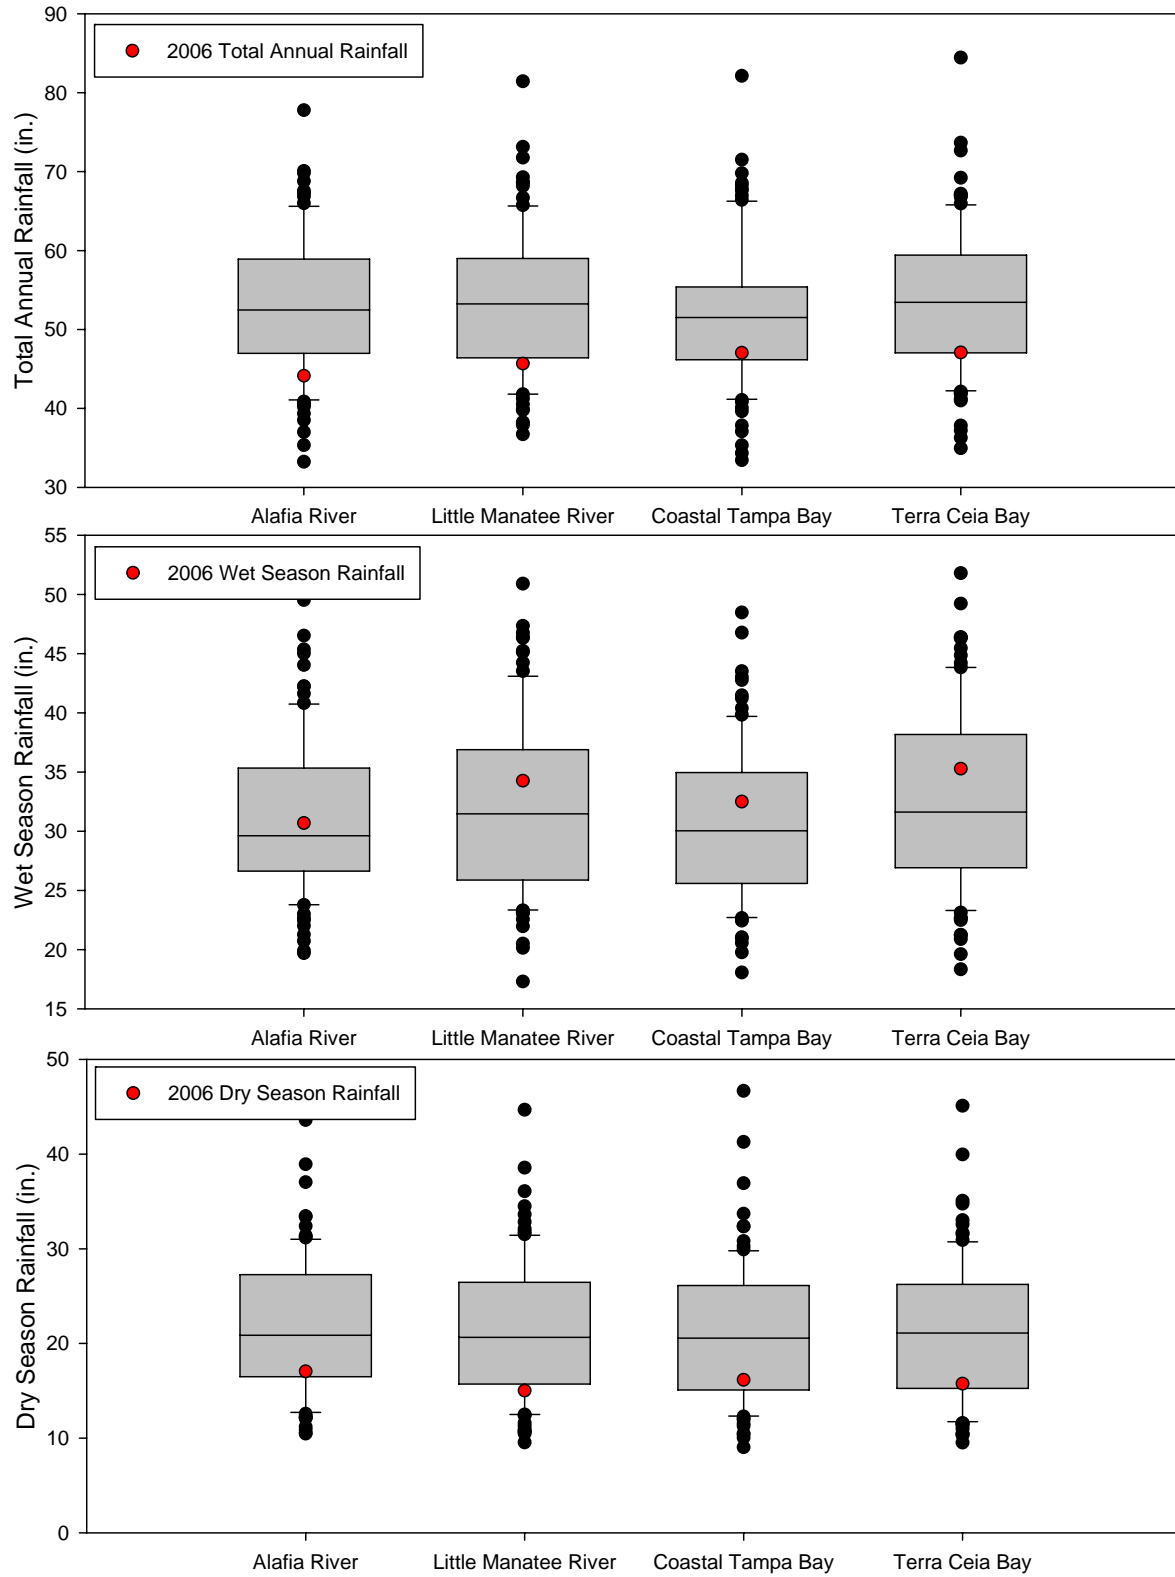 90
2006 Total Annual Rainfall
80
70
60
50
40
30
Total Annual Rainfall (in.)
Alafia River Little Manatee River Coastal Tampa Bay Terra Ceia Bay
55
2006 Wet Season Rainfall
50
45
40
35
30
25
20
15
Wet Season Rainfall (in.)
Alafia River Little Manatee River Coastal Tampa Bay Terra Ceia Bay
50
2006 Dry Season Rainfall
40
30
20
10
0
Dry Season Rainfall (in.)
Alafia River Little Manatee River Coastal Tampa Bay Terra Ceia Bay